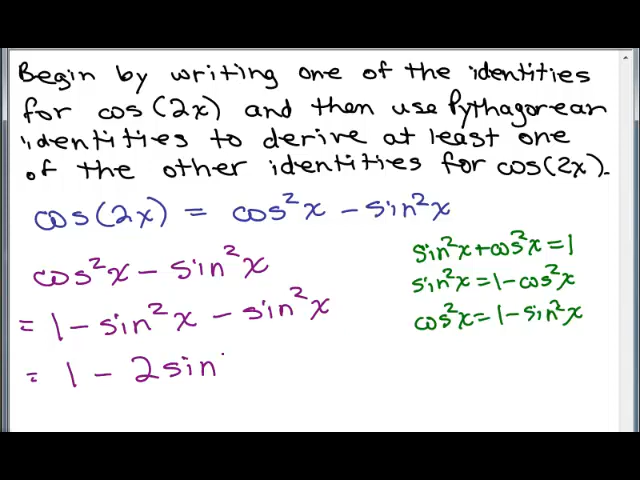 Begin by writing one of the identities
for cos(2x) and then use Pythagorean
identities to derive at least one
of the other identities for cos(2x).
cos(2x) = cos²x - sin²x
cos²x - sin²x
= 1 - sin²x - sin²x
= 1 - 2sin
sin²x + cos²x = 1
sin²x = 1 - cos²x
cos²x = 1 - sin²x